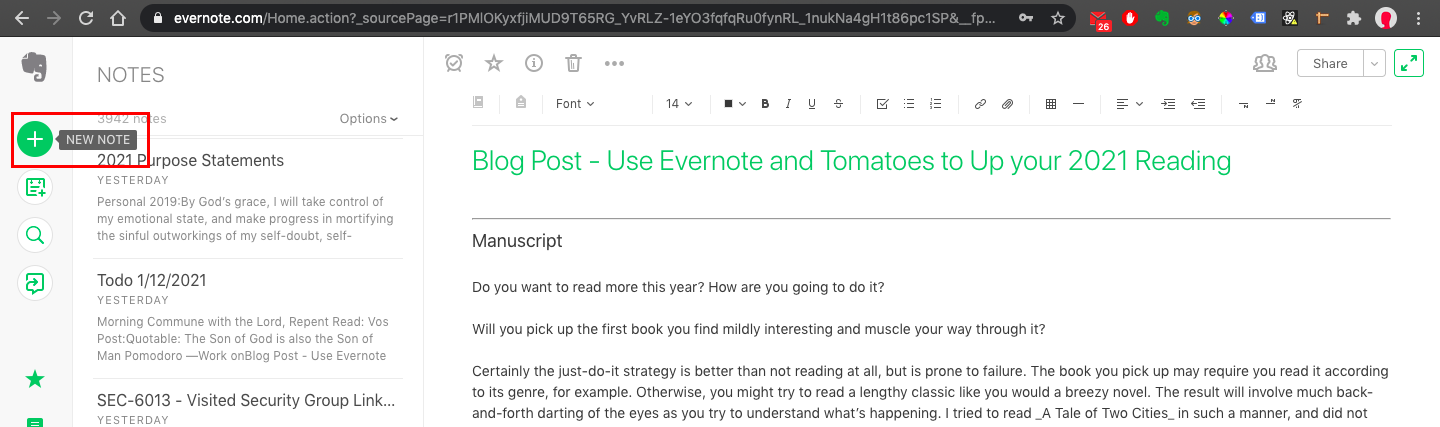 evernote.com/Home.action?_sourcePage=r1PMlOKyxfjiMUD9T65RG_YvRLZ-1eYO3fqfqRu0fynRL_1nukNa4gH1t86pc1SP&__fp...
26
NOTES
3942 notes
Options
NEW NOTE
2021 Purpose Statements
YESTERDAY
Personal 2019:By God's grace, I will take control of
my emotional state, and make progress in mortifying
the sinful outworkings of my self-doubt, self-
Todo 1/12/2021
YESTERDAY
Morning Commune with the Lord, Repent Read: Vos
Post:Quotable: The Son of God is also the Son of
Man Pomodoro —Work onBlog Post - Use Evernote
SEC-6013 - Visited Security Group Link...
YESTERDAY
Share
Font
14
B I U S
Blog Post - Use Evernote and Tomatoes to Up your 2021 Reading
Manuscript
Do you want to read more this year? How are you going to do it?
Will you pick up the first book you find mildly interesting and muscle your way through it?
Certainly the just-do-it strategy is better than not reading at all, but is prone to failure. The book you pick up may require you read it according
to its genre, for example. Otherwise, you might try to read a lengthy classic like you would a breezy novel. The result will involve much back-
and-forth darting of the eyes as you try to understand what's happening. I tried to read _A Tale of Two Cities_ in such a manner, and did not